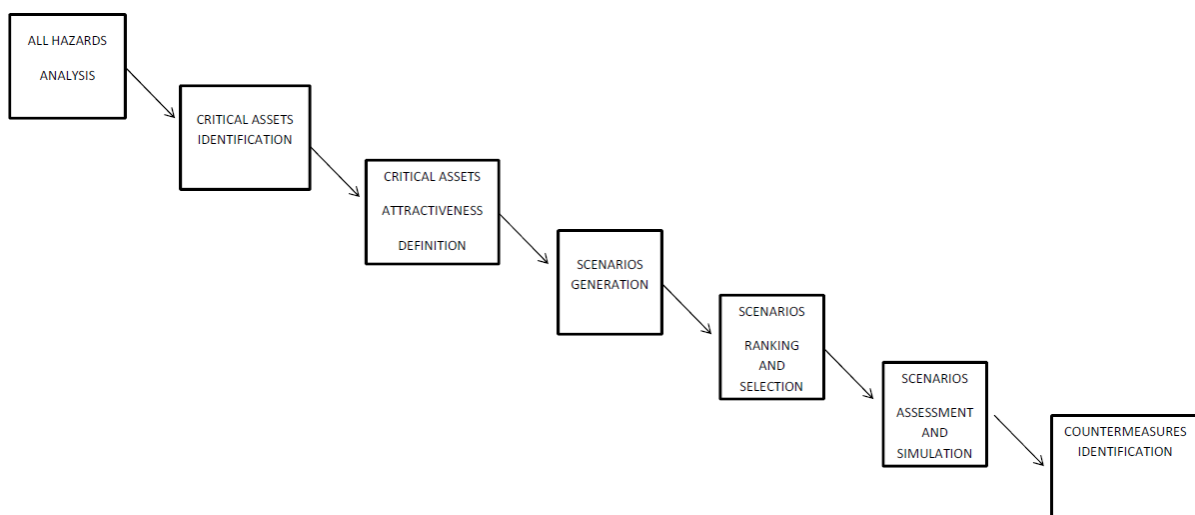 ALL HAZARDS
ANALYSIS
CRITICAL ASSETS
IDENTIFICATION
CRITICAL ASSETS
ATTRACTIVENESS
DEFINITION
SCENARIOS
GENERATION
SCENARIOS
RANKING
AND
SELECTION
SCENARIOS
ASSESSMENT
AND
SIMULATION
COUNTERMEASURES
IDENTIFICATION